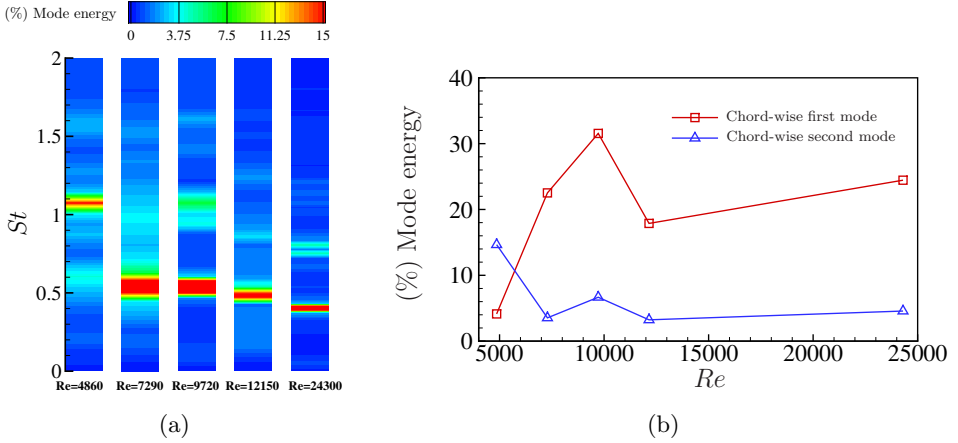 (%) Mode energy
0 3.75 7.5 11.25 15
2
1.5
1
0.5
0
St
Re=4860 Re=7290 Re=9720 Re=12150 Re=24300
(a)
40
30
20
10
0
(%) Mode energy
Chord-wise first mode
Chord-wise second mode
5000 10000 15000 20000 25000
Re
(b)